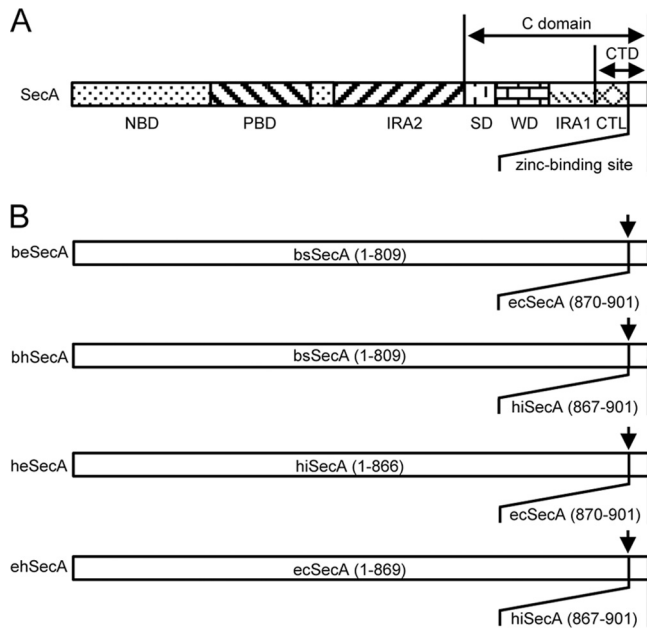 A
C domain
CTD
SecA
NBD PBD IRA2 SD WD IRA1 CTL
zinc-binding site
B
beSecA bsSecA (1-809)
ecSecA (870-901)
bhSecA bsSecA (1-809)
hiSecA (867-901)
heSecA hiSecA (1-866)
ecSecA (870-901)
ehSecA ecSecA (1-869)
hiSecA (867-901)